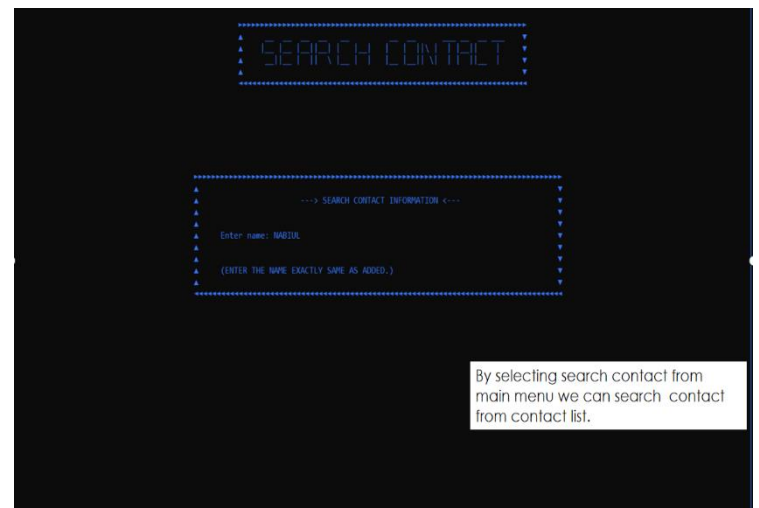 SEARCH CONTACT
---> SEARCH CONTACT INFORMATION <---
Enter name: NABIUL
(ENTER THE NAME EXACTLY SAME AS ADDED.)
By selecting search contact from
main menu we can search contact
from contact list.